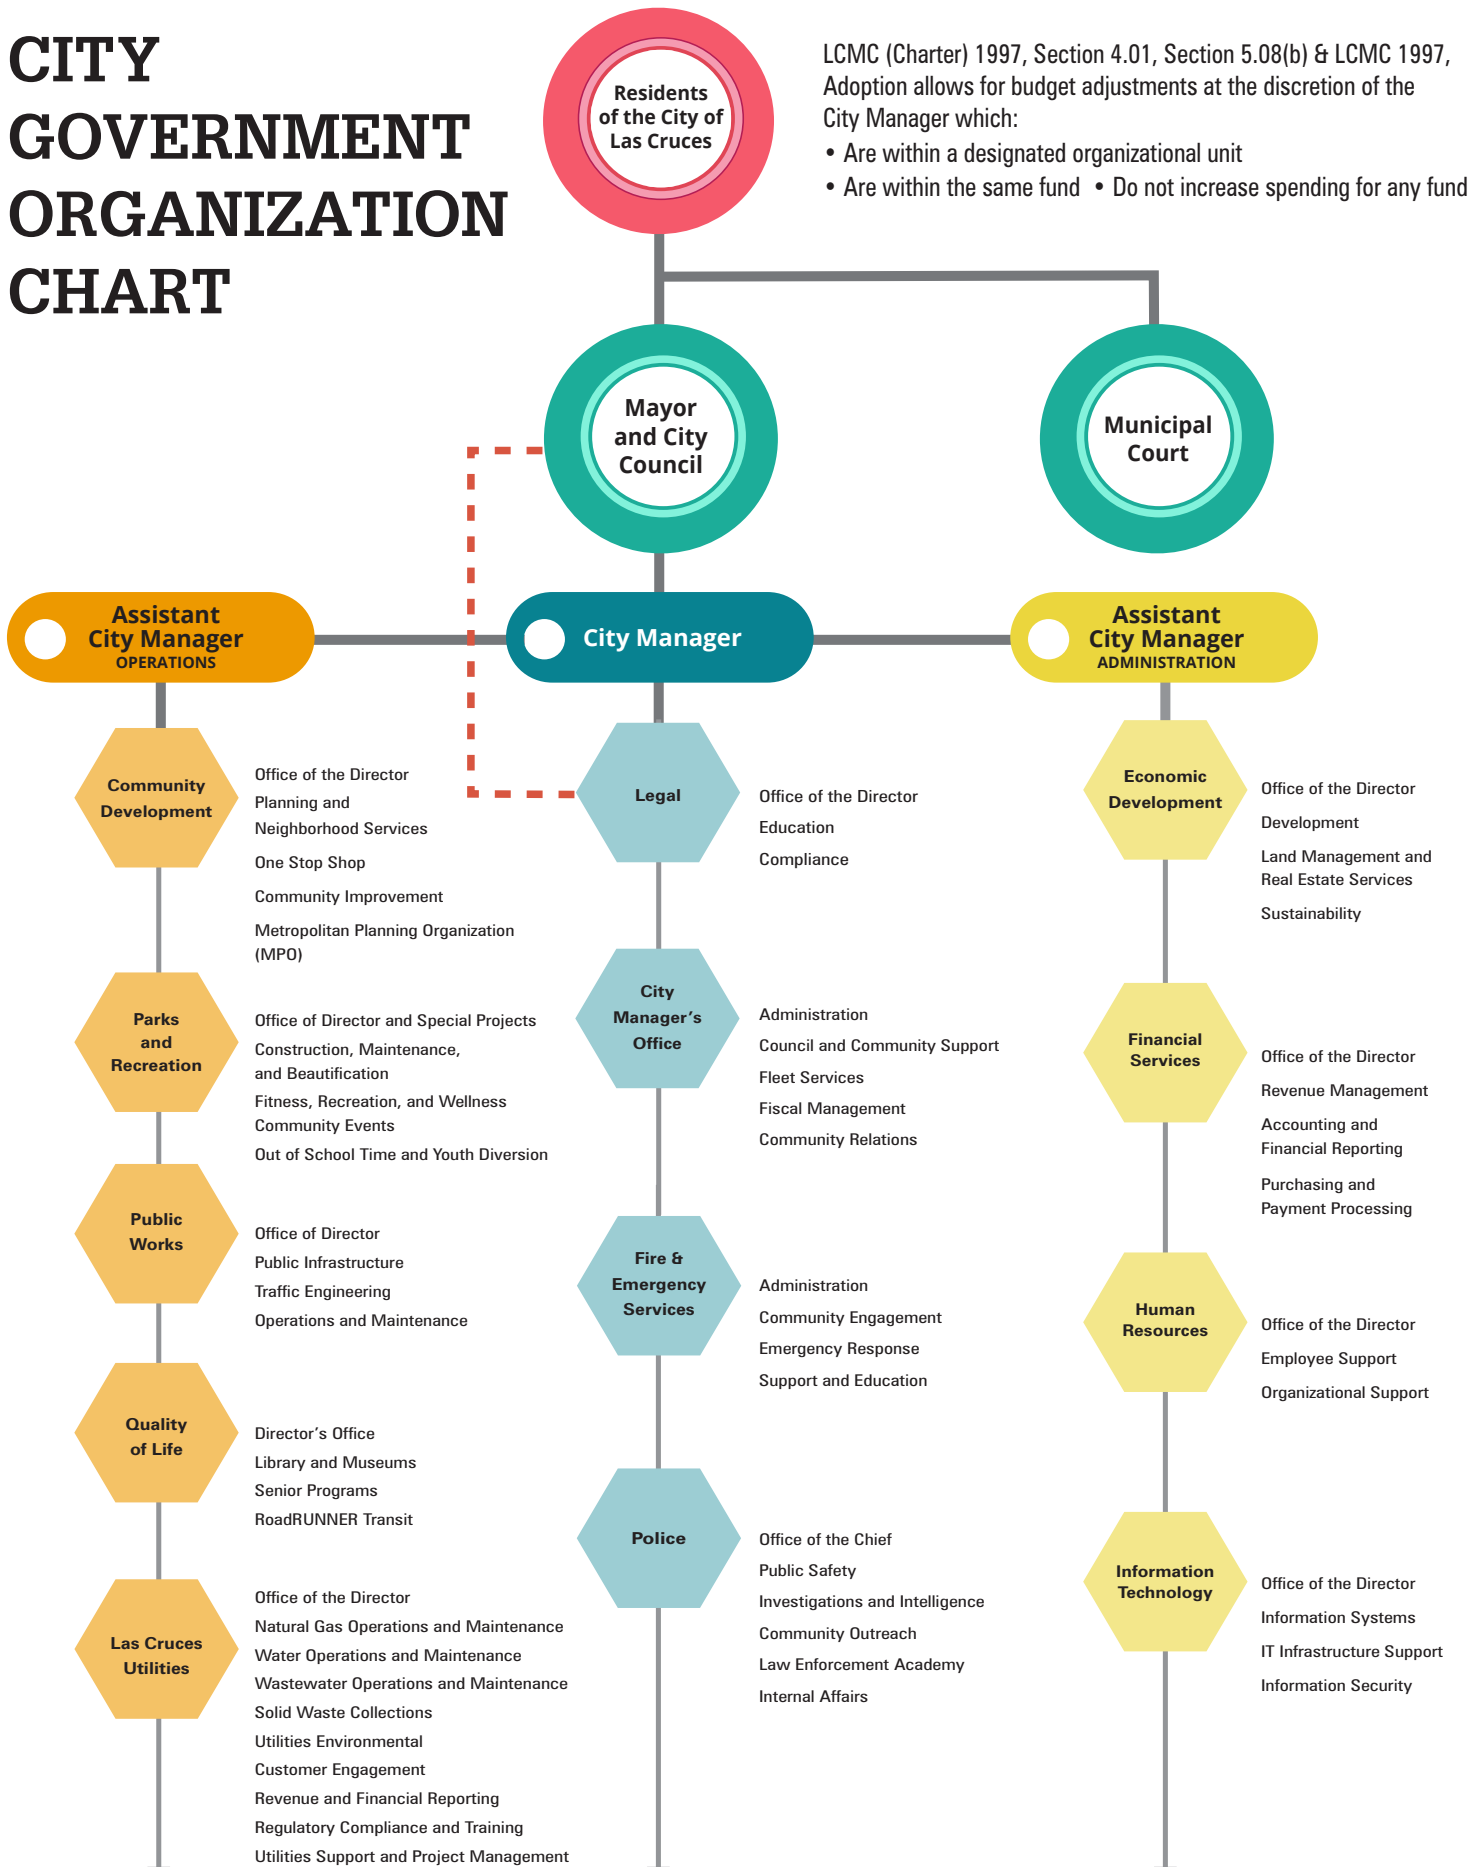 CITY
GOVERNMENT
ORGANIZATION
CHART
Residents
of the City of
Las Cruces
LCMC (Charter) 1997, Section 4.01, Section 5.08(b) & LCMC 1997,
Adoption allows for budget adjustments at the discretion of the
City Manager which:
• Are within a designated organizational unit
• Are within the same fund • Do not increase spending for any fund
Mayor
and City
Council
Municipal
Court
Assistant
City Manager
OPERATIONS
City Manager
Assistant
City Manager
ADMINISTRATION
Community
Development
Office of the Director
Planning and
Neighborhood Services
One Stop Shop
Community Improvement
Metropolitan Planning Organization
(MPO)
Parks
and
Recreation
Office of Director and Special Projects
Construction, Maintenance,
and Beautification
Fitness, Recreation, and Wellness
Community Events
Out of School Time and Youth Diversion
Public
Works
Office of Director
Public Infrastructure
Traffic Engineering
Operations and Maintenance
Quality
of Life
Director's Office
Library and Museums
Senior Programs
RoadRUNNER Transit
Las Cruces
Utilities
Office of the Director
Natural Gas Operations and Maintenance
Water Operations and Maintenance
Wastewater Operations and Maintenance
Solid Waste Collections
Utilities Environmental
Customer Engagement
Revenue and Financial Reporting
Regulatory Compliance and Training
Utilities Support and Project Management
Legal
Office of the Director
Education
Compliance
City
Manager's
Office
Administration
Council and Community Support
Fleet Services
Fiscal Management
Community Relations
Fire &
Emergency
Services
Administration
Community Engagement
Emergency Response
Support and Education
Police
Office of the Chief
Public Safety
Investigations and Intelligence
Community Outreach
Law Enforcement Academy
Internal Affairs
Economic
Development
Office of the Director
Development
Land Management and
Real Estate Services
Sustainability
Financial
Services
Office of the Director
Revenue Management
Accounting and
Financial Reporting
Purchasing and
Payment Processing
Human
Resources
Office of the Director
Employee Support
Organizational Support
Information
Technology
Office of the Director
Information Systems
IT Infrastructure Support
Information Security